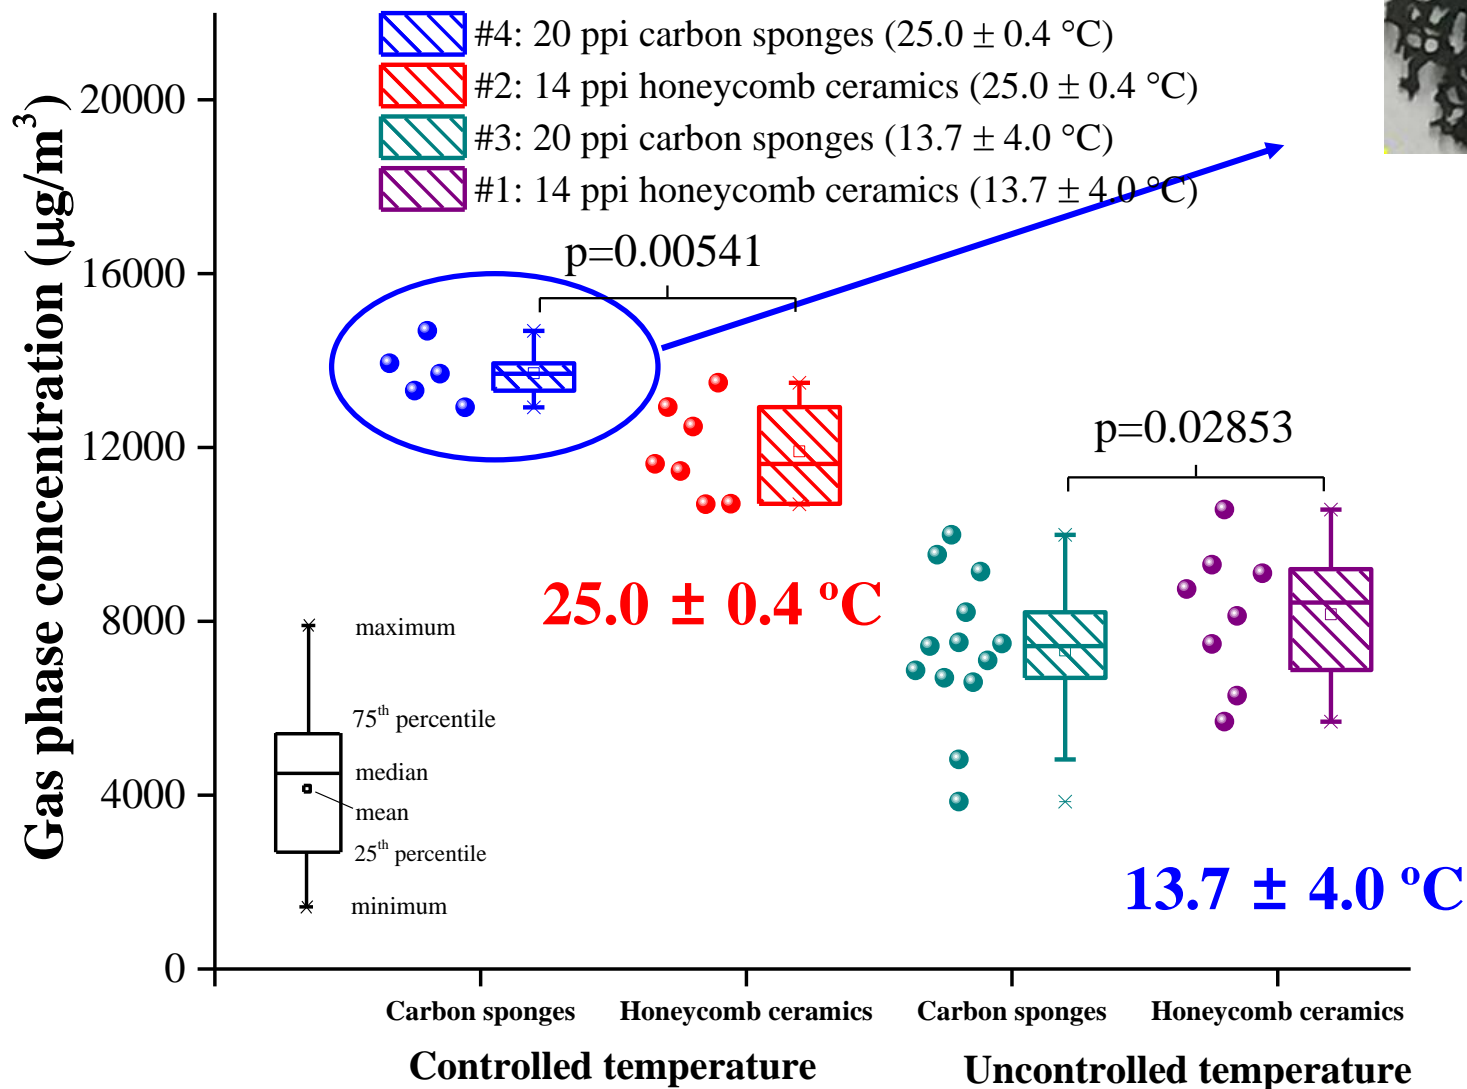 #4: 20 ppi carbon sponges (25.0 ± 0.4 °C)
#2: 14 ppi honeycomb ceramics (25.0 ± 0.4 °C)
#3: 20 ppi carbon sponges (13.7 ± 4.0 °C)
#1: 14 ppi honeycomb ceramics (13.7 ± 4.0 °C)
Gas phase concentration (µg/m³)
20000
16000
12000
8000
4000
0
p=0.00541
p=0.02853
25.0 ± 0.4 ºC
13.7 ± 4.0 ºC
maximum
75th percentile
median
mean
25th percentile
minimum
Carbon sponges Honeycomb ceramics Carbon sponges Honeycomb ceramics
Controlled temperature Uncontrolled temperature